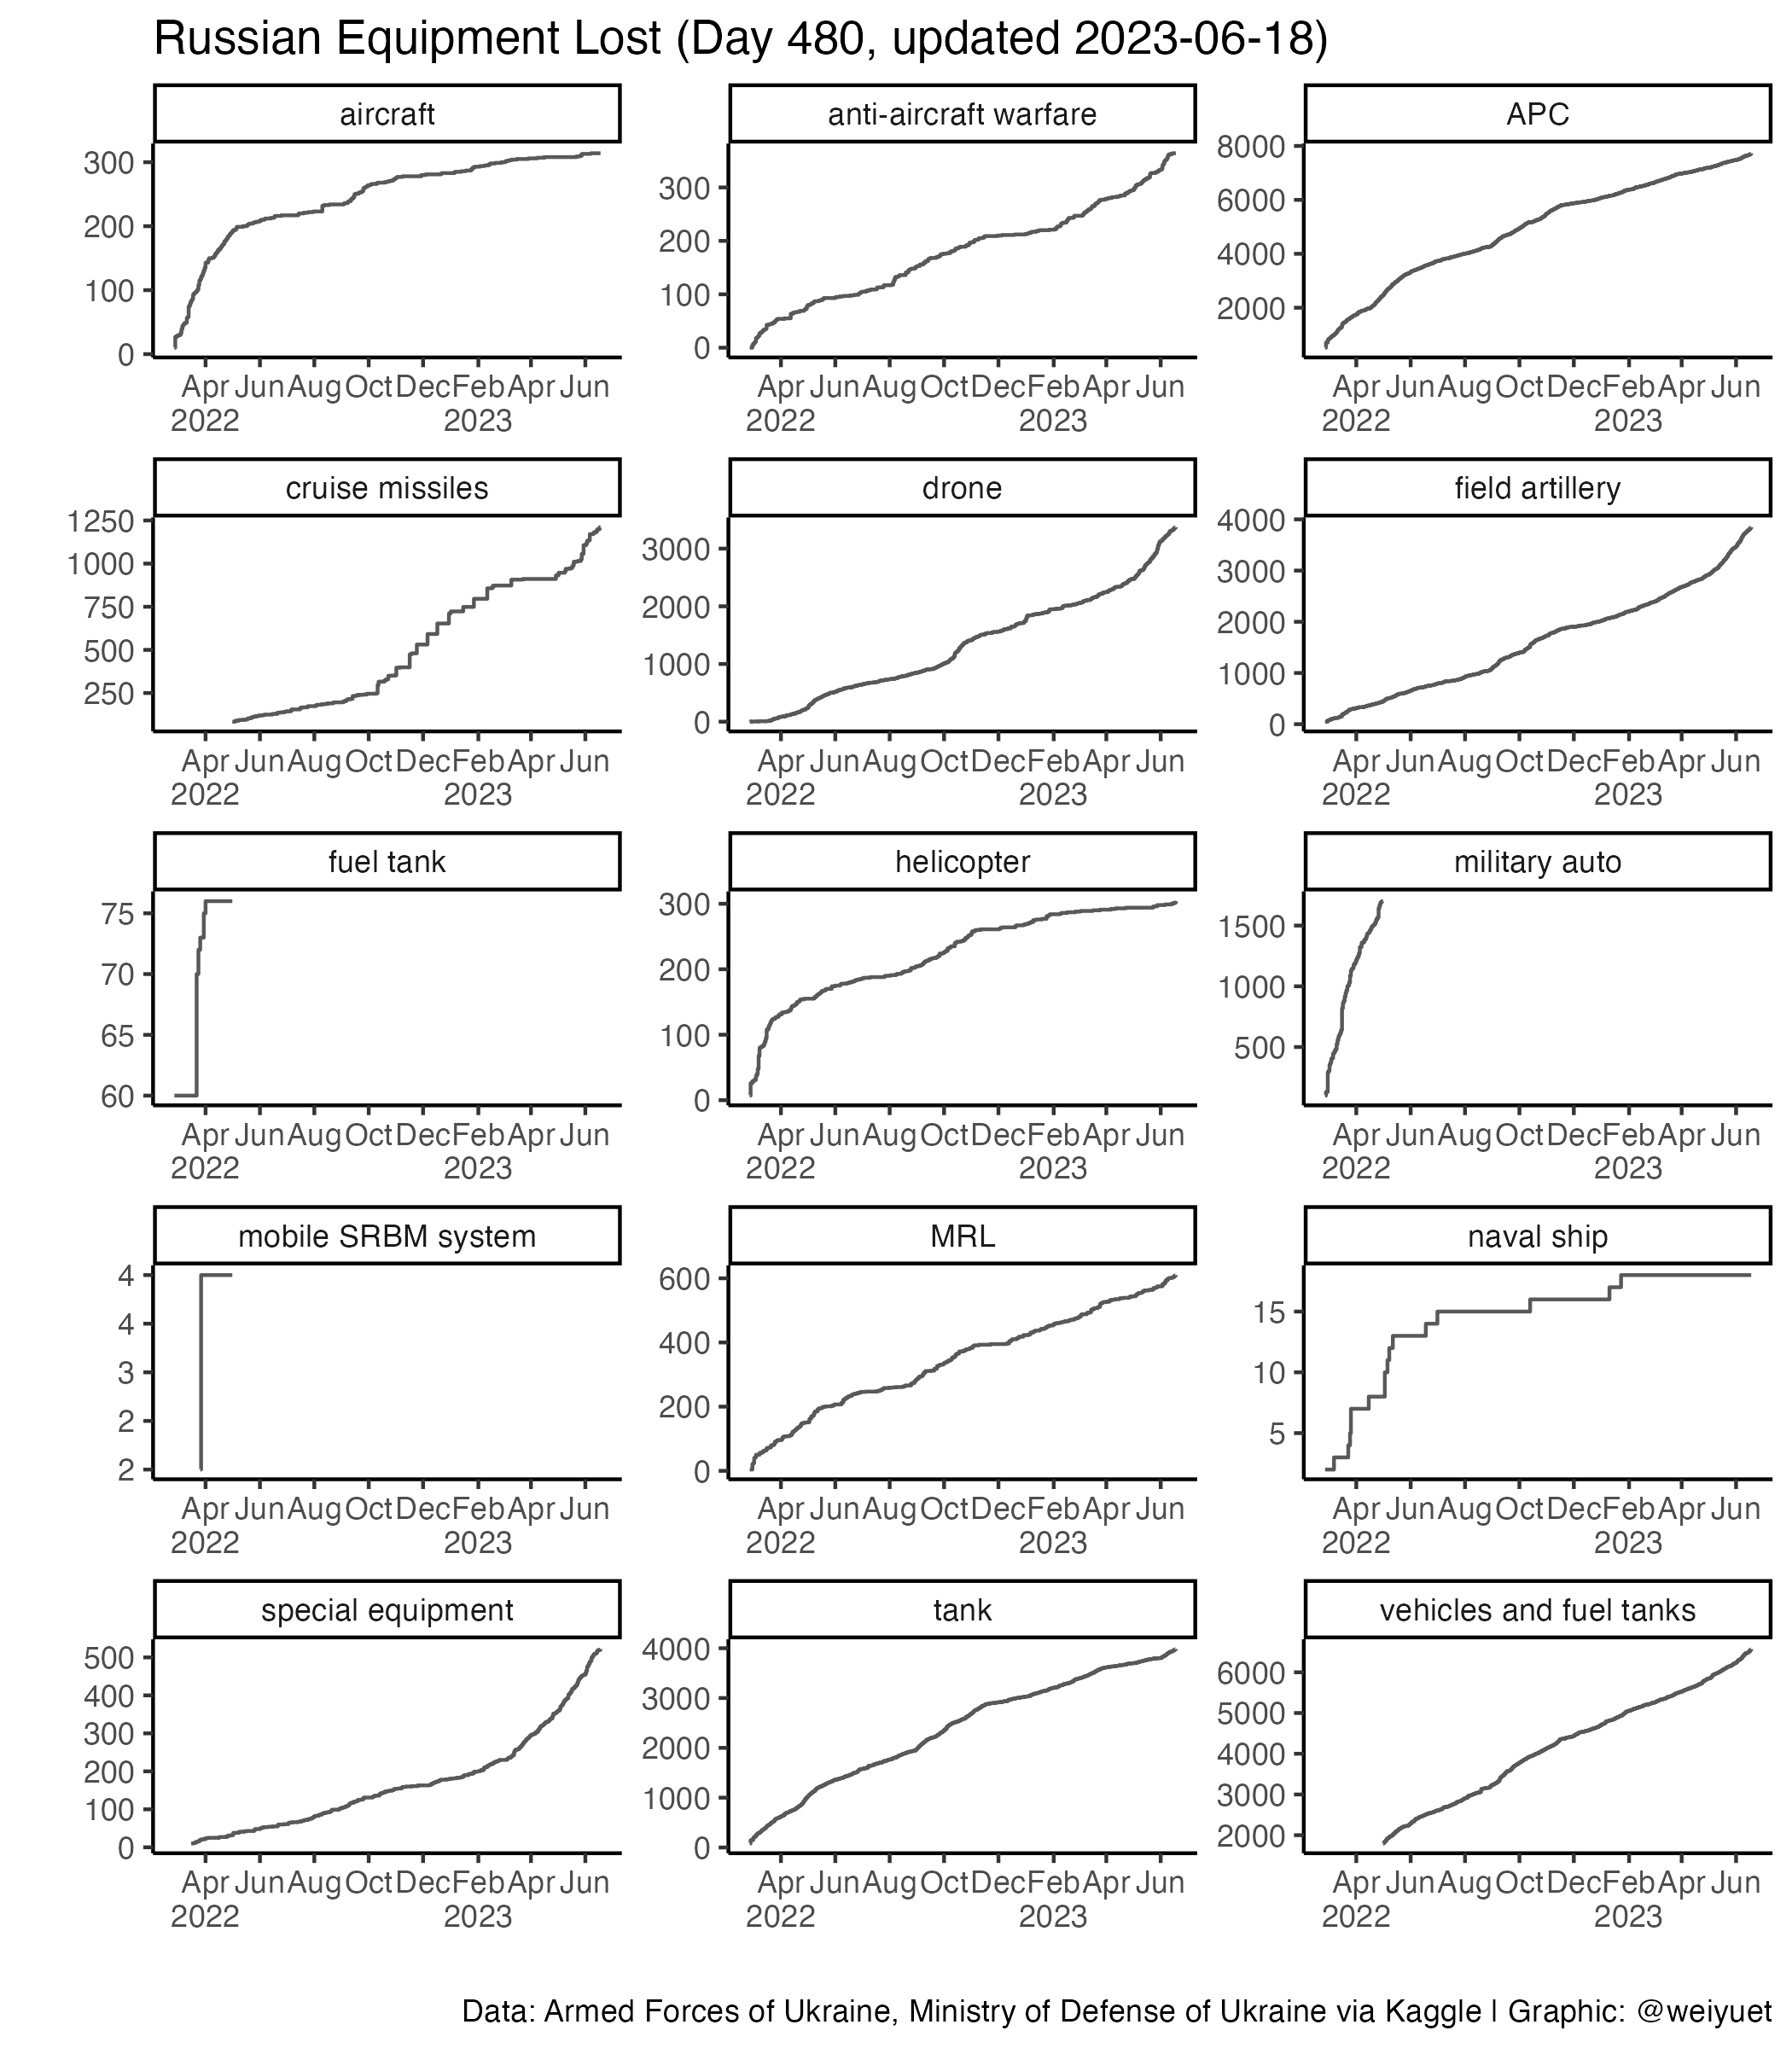 Russian Equipment Lost (Day 480, updated 2023-06-18)
aircraft
300
200
100
0
Apr Jun Aug Oct Dec Feb Apr Jun
2022 2023
anti-aircraft warfare
300
200
100
0
Apr Jun Aug Oct Dec Feb Apr Jun
2022 2023
APC
8000
6000
4000
2000
Apr Jun Aug Oct Dec Feb Apr Jun
2022 2023
cruise missiles
1250
1000
750
500
250
Apr Jun Aug Oct Dec Feb Apr Jun
2022 2023
drone
3000
2000
1000
0
Apr Jun Aug Oct Dec Feb Apr Jun
2022 2023
field artillery
4000
3000
2000
1000
0
Apr Jun Aug Oct Dec Feb Apr Jun
2022 2023
fuel tank
75
70
65
60
Apr Jun Aug Oct Dec Feb Apr Jun
2022 2023
helicopter
300
200
100
0
Apr Jun Aug Oct Dec Feb Apr Jun
2022 2023
military auto
1500
1000
500
Apr Jun Aug Oct Dec Feb Apr Jun
2022 2023
mobile SRBM system
4
4
3
2
2
Apr Jun Aug Oct Dec Feb Apr Jun
2022 2023
MRL
600
400
200
0
Apr Jun Aug Oct Dec Feb Apr Jun
2022 2023
naval ship
15
10
5
Apr Jun Aug Oct Dec Feb Apr Jun
2022 2023
special equipment
500
400
300
200
100
0
Apr Jun Aug Oct Dec Feb Apr Jun
2022 2023
tank
4000
3000
2000
1000
0
Apr Jun Aug Oct Dec Feb Apr Jun
2022 2023
vehicles and fuel tanks
6000
5000
4000
3000
2000
Apr Jun Aug Oct Dec Feb Apr Jun
2022 2023
Data: Armed Forces of Ukraine, Ministry of Defense of Ukraine via Kaggle | Graphic: @weiyuet